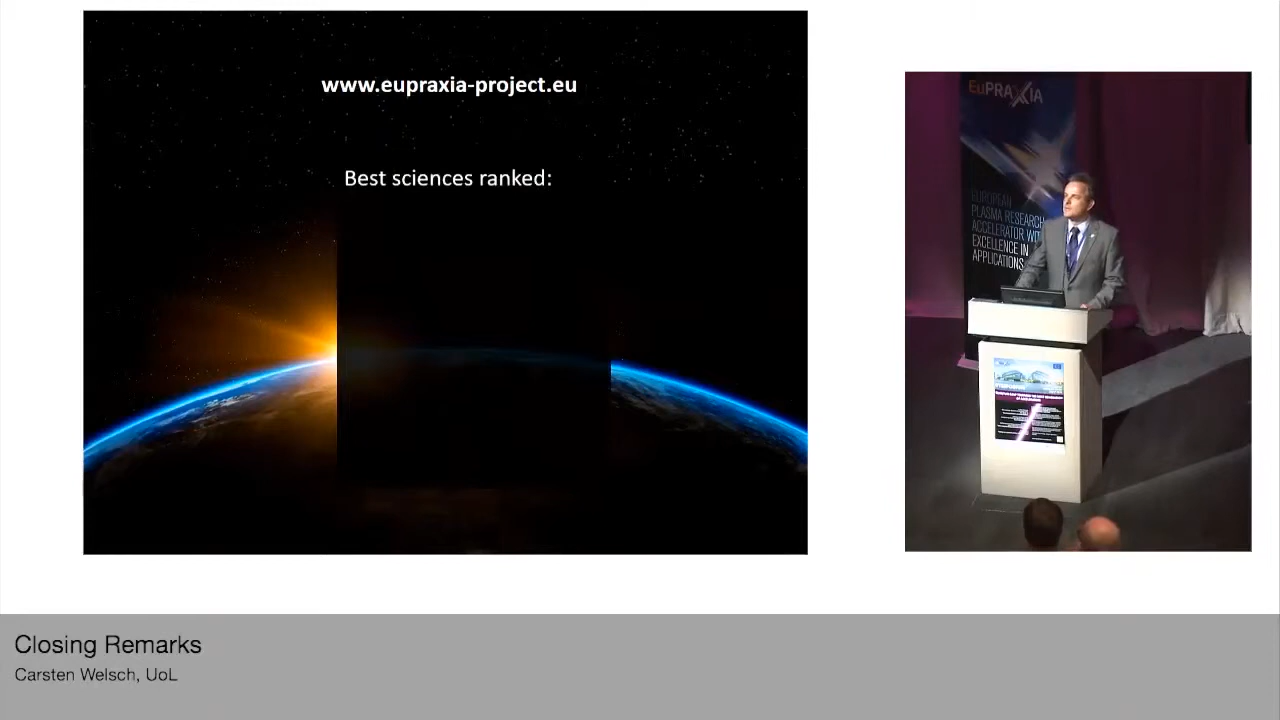 www.eupraxia-project.eu
Best sciences ranked:
EuPRAXIA
EUROPEAN
PLASMA RESEARCH
ACCELERATOR WITH
EXCELLENCE IN
APPLICATIONS
Closing Remarks
Carsten Welsch, UoL